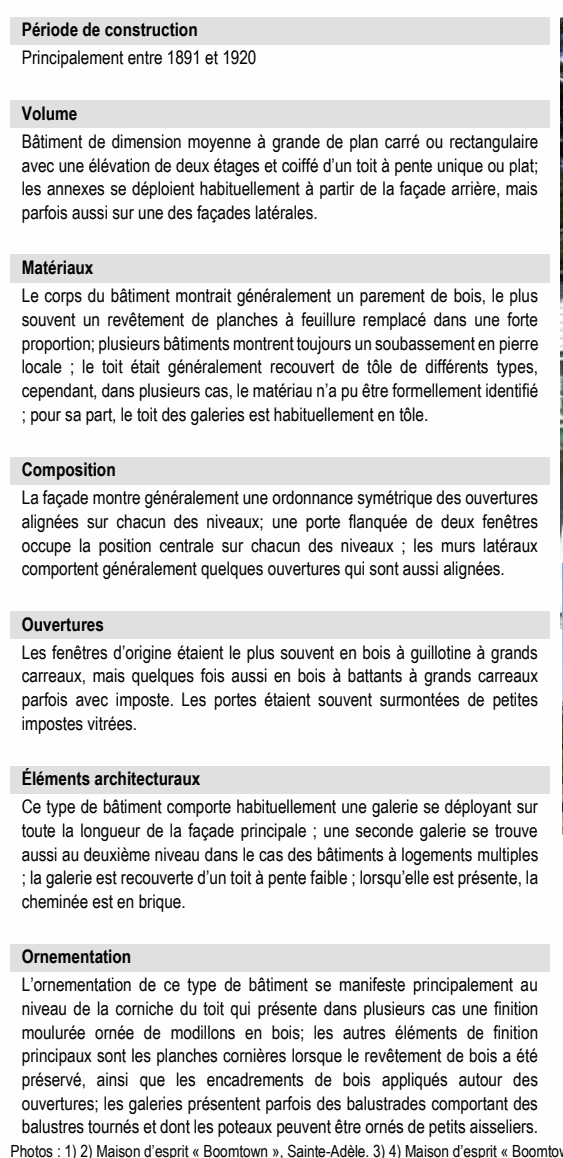 Période de construction
Principalement entre 1891 et 1920
Volume
Bâtiment de dimension moyenne à grande de plan carré ou rectangulaire
avec une élévation de deux étages et coiffé d’un toit à pente unique ou plat;
les annexes se déploient habituellement à partir de la façade arrière, mais
parfois aussi sur une des façades latérales.
Matériaux
Le corps du bâtiment montrait généralement un parement de bois, le plus
souvent un revêtement de planches à feuillure remplacé dans une forte
proportion; plusieurs bâtiments montrent toujours un soubassement en pierre
locale ; le toit était généralement recouvert de tôle de différents types,
cependant, dans plusieurs cas, le matériau n’a pu être formellement identifié
; pour sa part, le toit des galeries est habituellement en tôle.
Composition
La façade montre généralement une ordonnance symétrique des ouvertures
alignées sur chacun des niveaux; une porte flanquée de deux fenêtres
occupe la position centrale sur chacun des niveaux ; les murs latéraux
comportent généralement quelques ouvertures qui sont aussi alignées.
Ouvertures
Les fenêtres d’origine étaient le plus souvent en bois à guillotine à grands
carreaux, mais quelques fois aussi en bois à battants à grands carreaux
parfois avec imposte. Les portes étaient souvent surmontées de petites
impostes vitrées.
Éléments architecturaux
Ce type de bâtiment comporte habituellement une galerie se déployant sur
toute la longueur de la façade principale ; une seconde galerie se trouve
aussi au deuxième niveau dans le cas des bâtiments à logements multiples
; la galerie est recouverte d’un toit à pente faible ; lorsqu’elle est présente, la
cheminée est en brique.
Ornementation
L’ornementation de ce type de bâtiment se manifeste principalement au
niveau de la corniche du toit qui présente dans plusieurs cas une finition
moulurée ornée de modillons en bois; les autres éléments de finition
principaux sont les planches cornières lorsque le revêtement de bois a été
préservé, ainsi que les encadrements de bois appliqués autour des
ouvertures; les galeries présentent parfois des balustrades comportant des
balustres tournés et dont les poteaux peuvent être ornés de petits aisseliers.
Photos : 1) 2) Maison d’esprit « Boomtown », Sainte-Adèle. 3) 4) Maison d’esprit « Boomtow